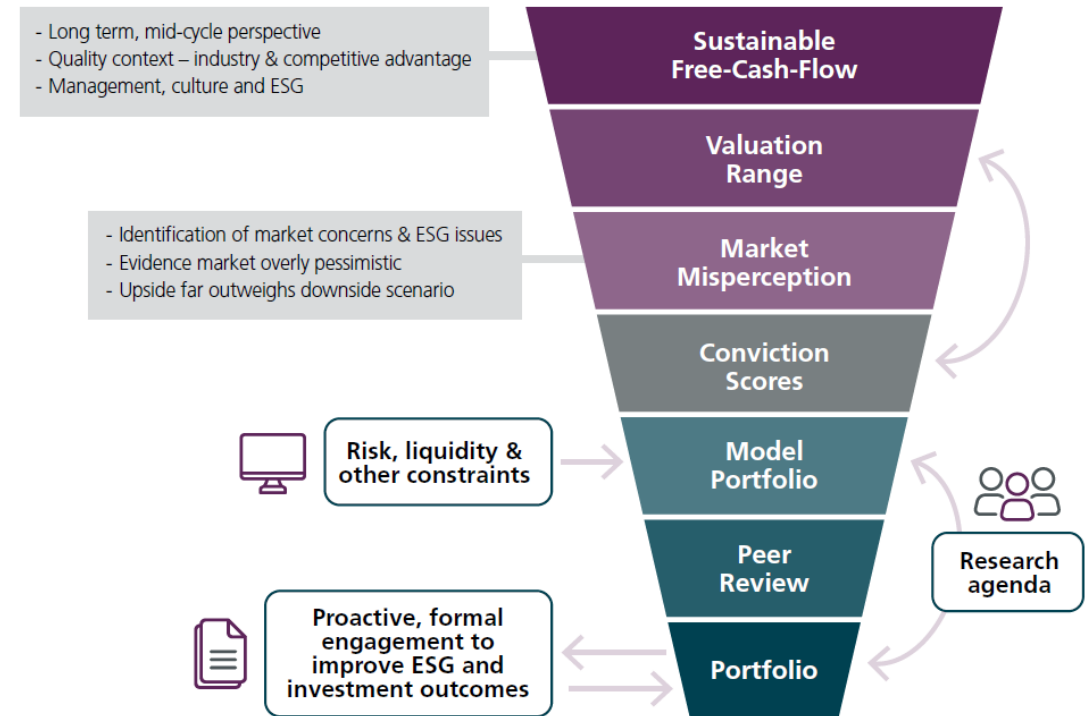 - Long term, mid-cycle perspective
- Quality context – industry & competitive advantage
- Management, culture and ESG
Sustainable
Free-Cash-Flow
Valuation
Range
- Identification of market concerns & ESG issues
- Evidence market overly pessimistic
- Upside far outweighs downside scenario
Market
Misperception
Conviction
Scores
Risk, liquidity &
other constraints
Model
Portfolio
Peer
Review
Research
agenda
Proactive, formal
engagement to
improve ESG and
investment outcomes
Portfolio